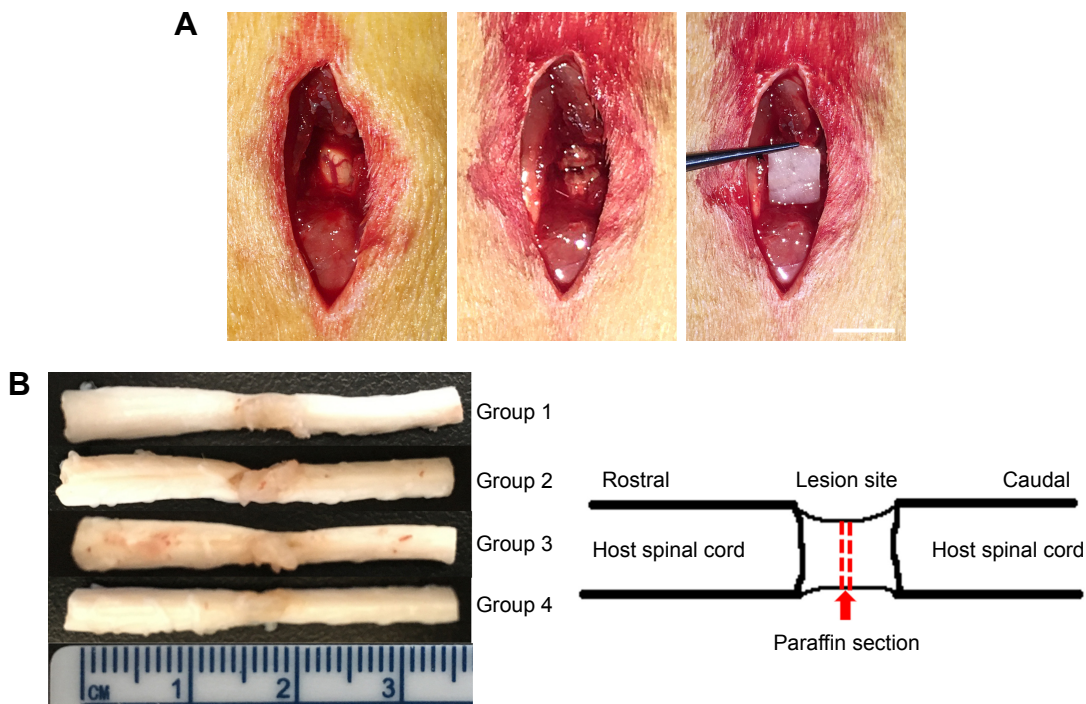 A
B
Group 1
Group 2
Group 3
Group 4
CM 1 2 3
Rostral Lesion site Caudal
Host spinal cord Host spinal cord
Paraffin section